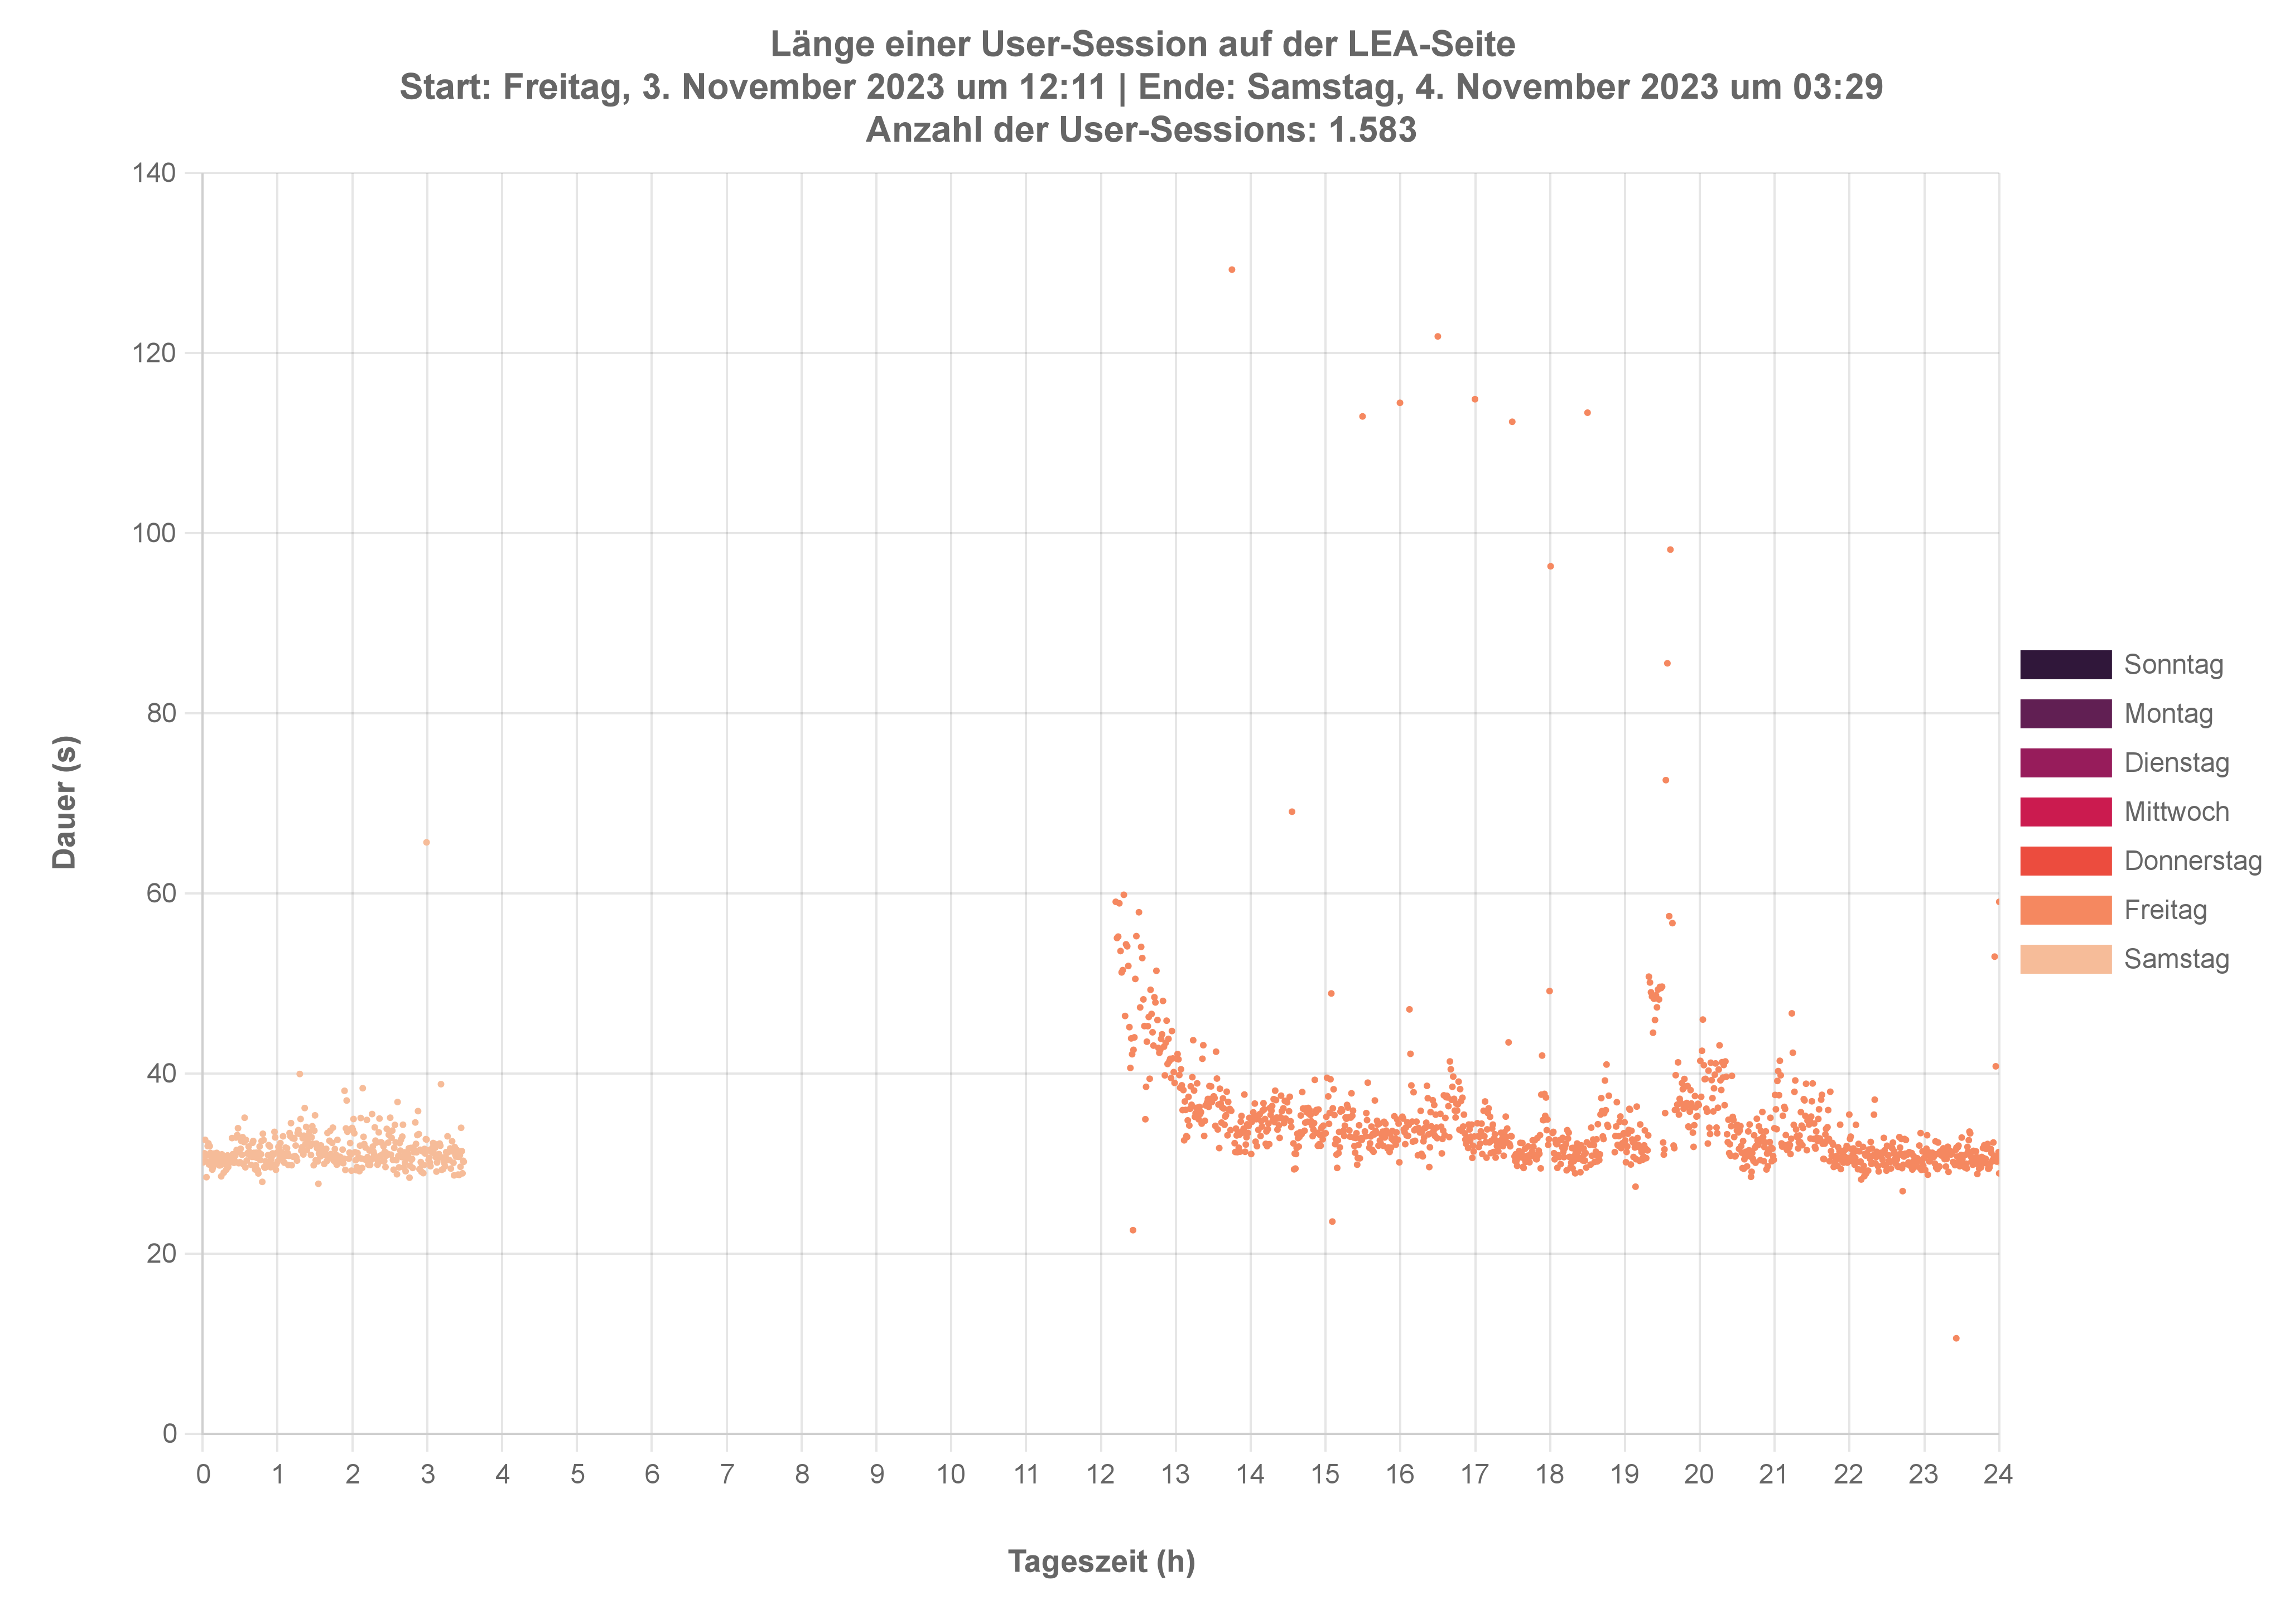 Länge einer User-Session auf der LEA-Seite
Start: Freitag, 3. November 2023 um 12:11 | Ende: Samstag, 4. November 2023 um 03:29
Anzahl der User-Sessions: 1.583
140
120
100
80
60
40
20
0
Dauer (s)
0 1 2 3 4 5 6 7 8 9 10 11 12 13 14 15 16 17 18 19 20 21 22 23 24
Tageszeit (h)
Sonntag
Montag
Dienstag
Mittwoch
Donnerstag
Freitag
Samstag